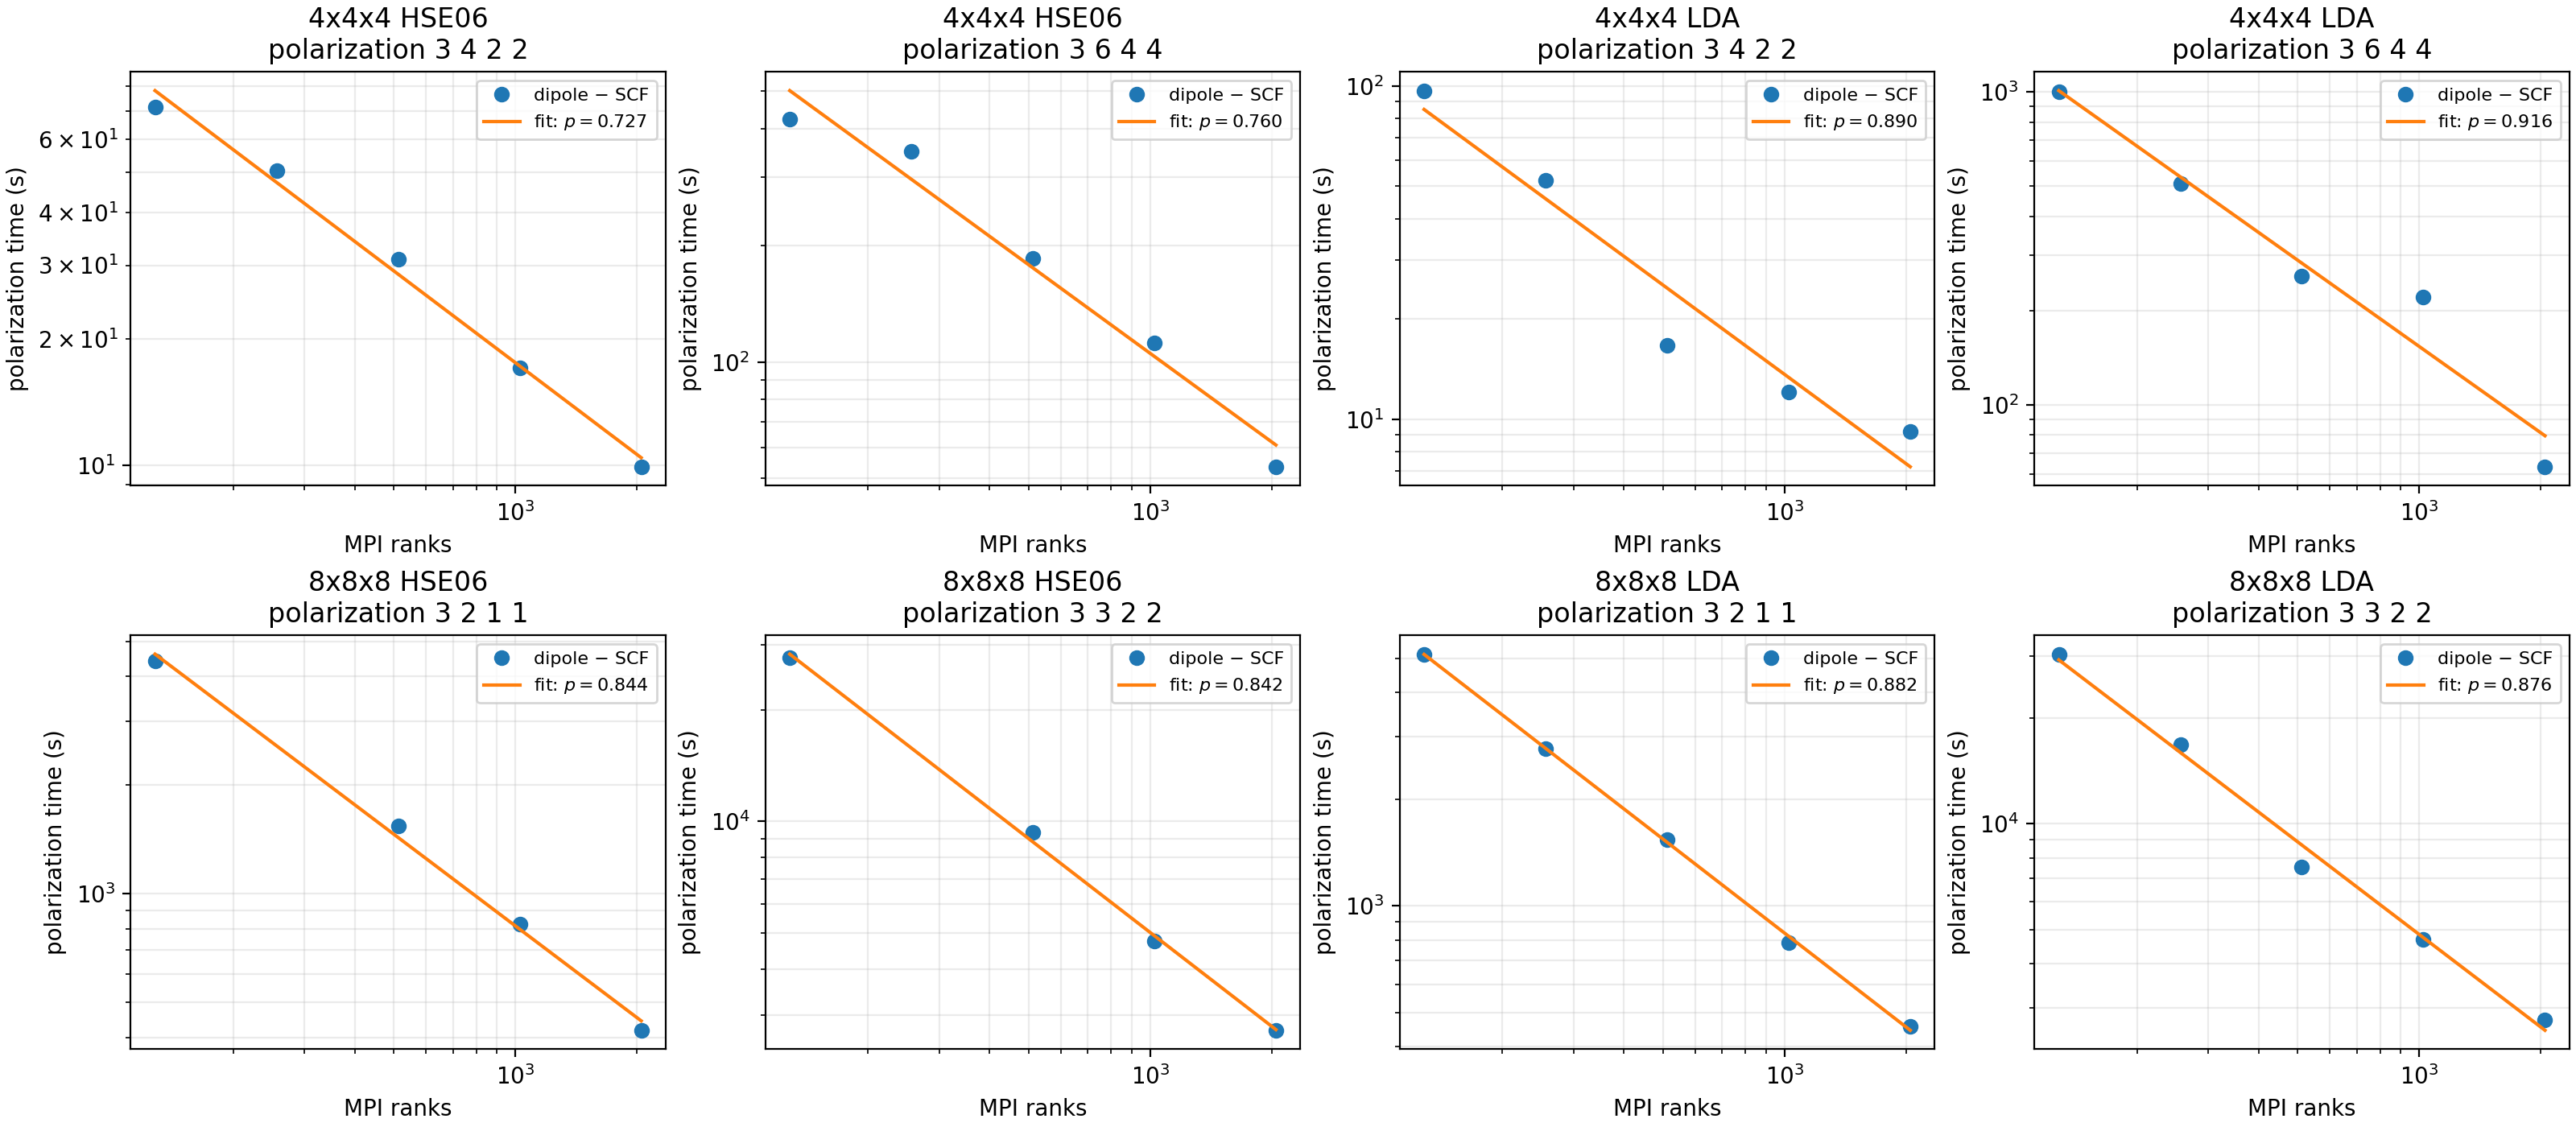 4x4x4 HSE06
polarization 3 4 2 2
dipole − SCF
fit: p = 0.727
6 × 10¹
4 × 10¹
3 × 10¹
2 × 10¹
10¹
polarization time (s)
10³
MPI ranks
4x4x4 HSE06
polarization 3 6 4 4
dipole − SCF
fit: p = 0.760
10²
polarization time (s)
10³
MPI ranks
4x4x4 LDA
polarization 3 4 2 2
dipole − SCF
fit: p = 0.890
10²
10¹
polarization time (s)
10³
MPI ranks
4x4x4 LDA
polarization 3 6 4 4
dipole − SCF
fit: p = 0.916
10³
10²
polarization time (s)
10³
MPI ranks
8x8x8 HSE06
polarization 3 2 1 1
dipole − SCF
fit: p = 0.844
10³
polarization time (s)
10³
MPI ranks
8x8x8 HSE06
polarization 3 3 2 2
dipole − SCF
fit: p = 0.842
10⁴
polarization time (s)
10³
MPI ranks
8x8x8 LDA
polarization 3 2 1 1
dipole − SCF
fit: p = 0.882
10³
polarization time (s)
10³
MPI ranks
8x8x8 LDA
polarization 3 3 2 2
dipole − SCF
fit: p = 0.876
10⁴
polarization time (s)
10³
MPI ranks